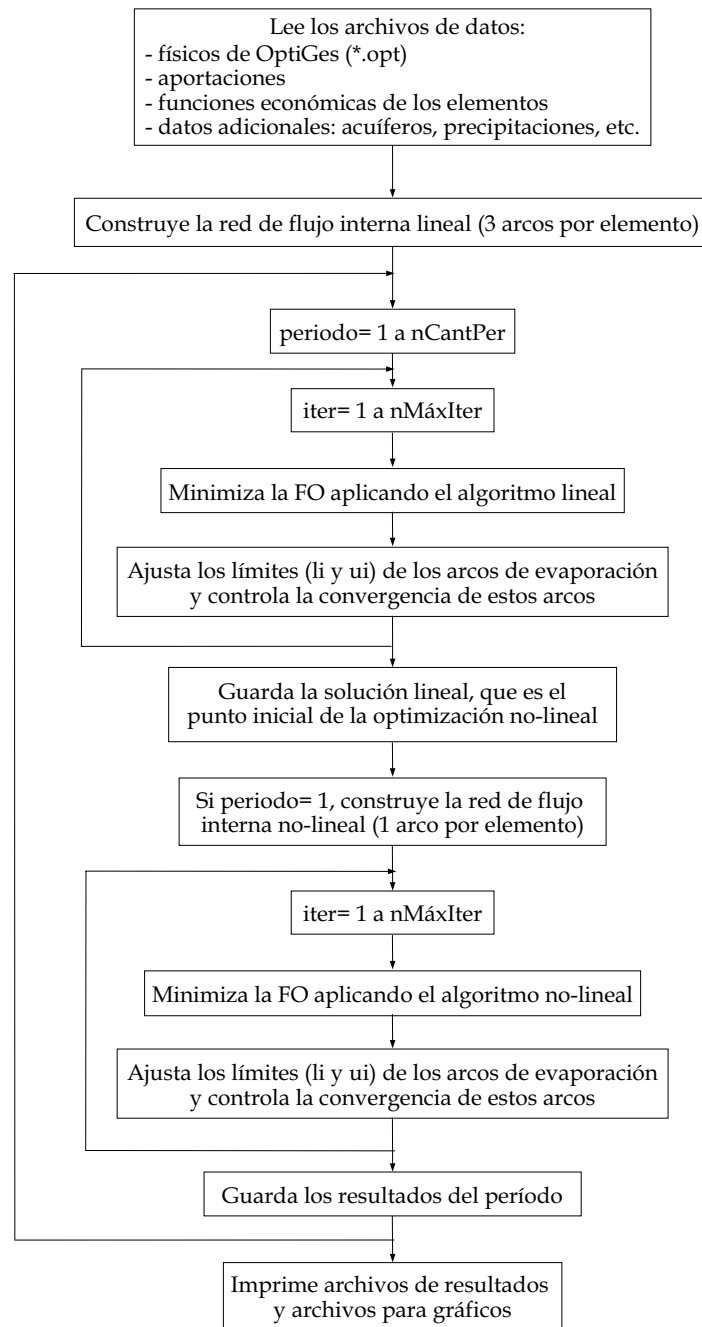 Lee los archivos de datos:
- físicos de OptiGes (*.opt)
- aportaciones
- funciones económicas de los elementos
- datos adicionales: acuíferos, precipitaciones, etc.
Construye la red de flujo interna lineal (3 arcos por elemento)
periodo= 1 a nCantPer
iter= 1 a nMáxIter
Minimiza la FO aplicando el algoritmo lineal
Ajusta los límites (li y ui) de los arcos de evaporación
y controla la convergencia de estos arcos
Guarda la solución lineal, que es el
punto inicial de la optimización no-lineal
Si periodo= 1, construye la red de flujo
interna no-lineal (1 arco por elemento)
iter= 1 a nMáxIter
Minimiza la FO aplicando el algoritmo no-lineal
Ajusta los límites (li y ui) de los arcos de evaporación
y controla la convergencia de estos arcos
Guarda los resultados del período
Imprime archivos de resultados
y archivos para gráficos